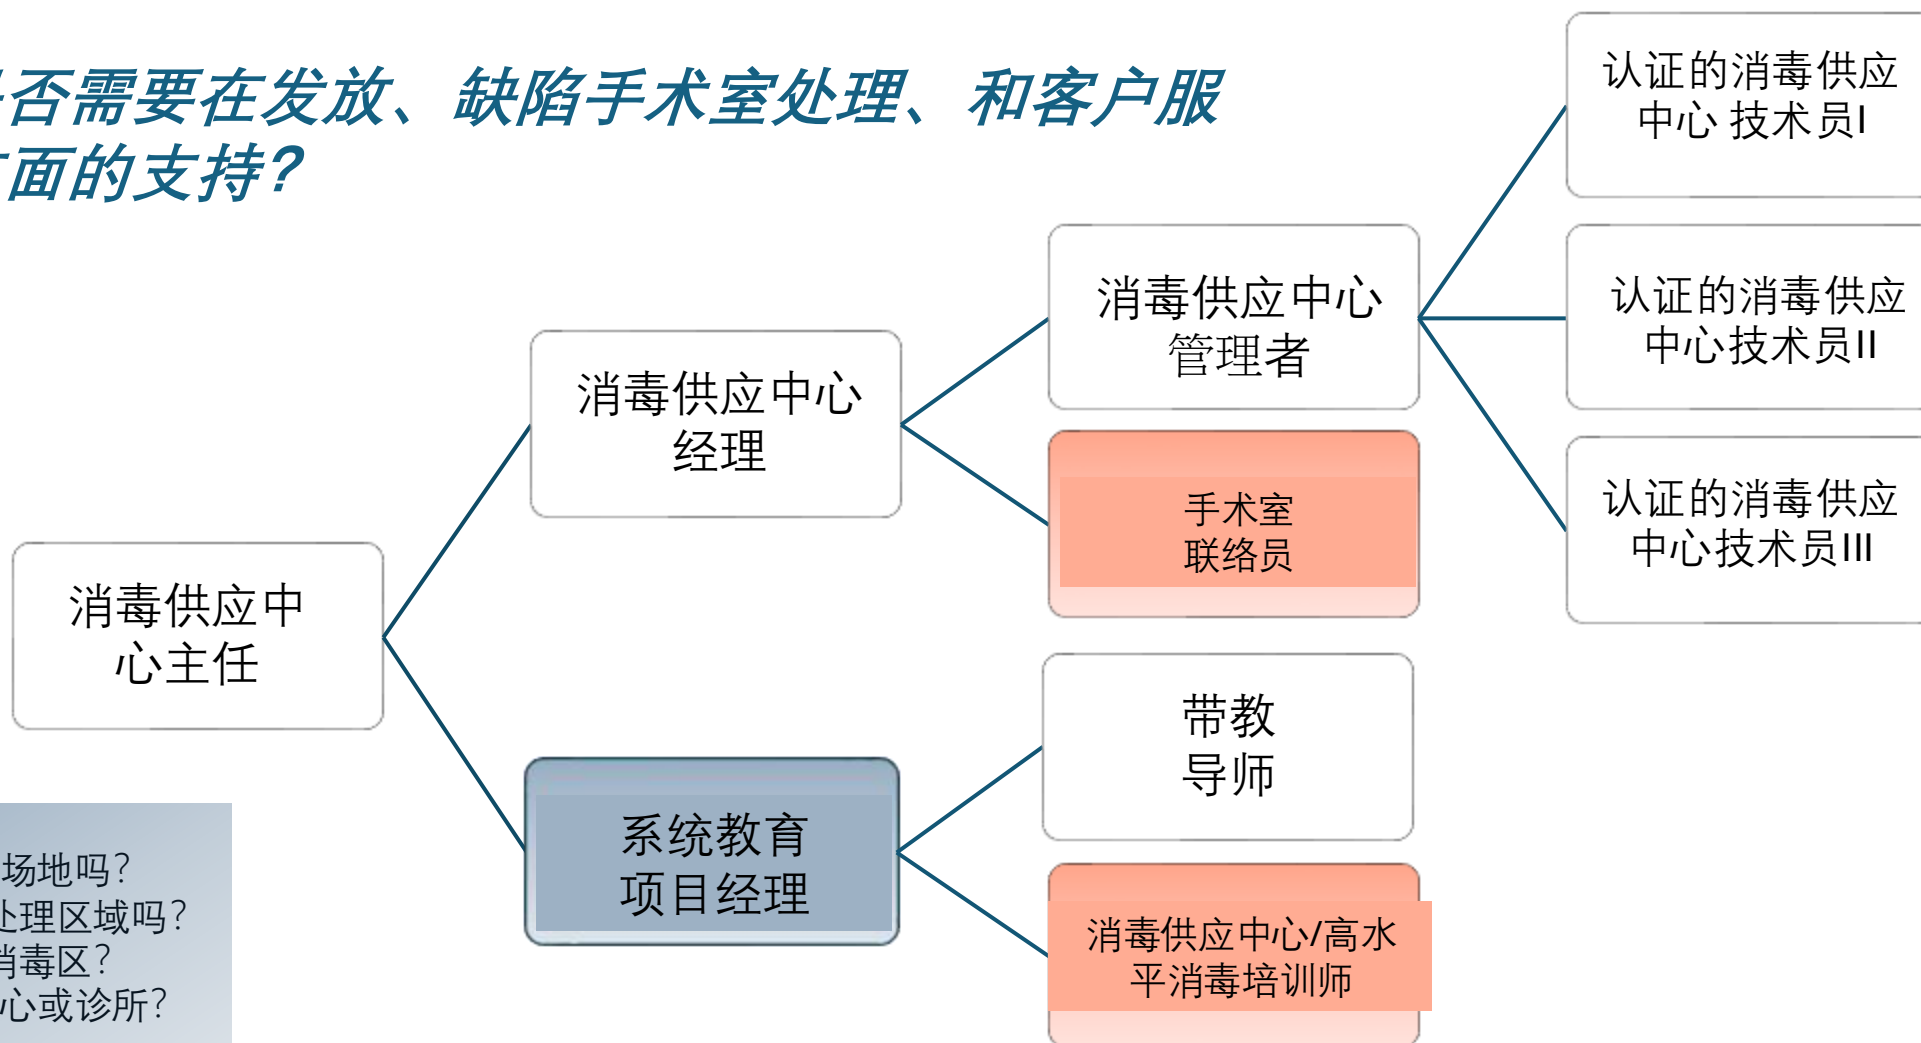 否需要在发放、缺陷手术室处理、和客户服
面的支持?
认证的消毒供应
中心 技术员I
认证的消毒供应
中心技术员II
认证的消毒供应
中心技术员III
消毒供应中心
管理者
手术室
联络员
消毒供应中心
经理
消毒供应中
心主任
带教
导师
系统教育
项目经理
消毒供应中心/高水
平消毒培训师
场地吗?
处理区域吗?
消毒区?
心或诊所?